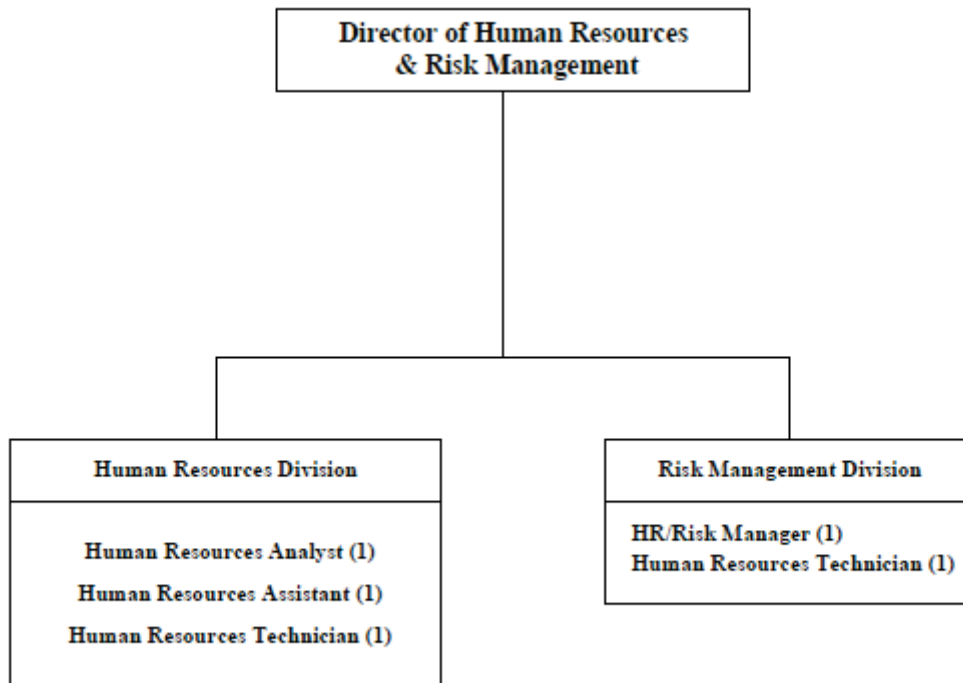 Director of Human Resources
& Risk Management
Human Resources Division
Human Resources Analyst (1)
Human Resources Assistant (1)
Human Resources Technician (1)
Risk Management Division
HR/Risk Manager (1)
Human Resources Technician (1)